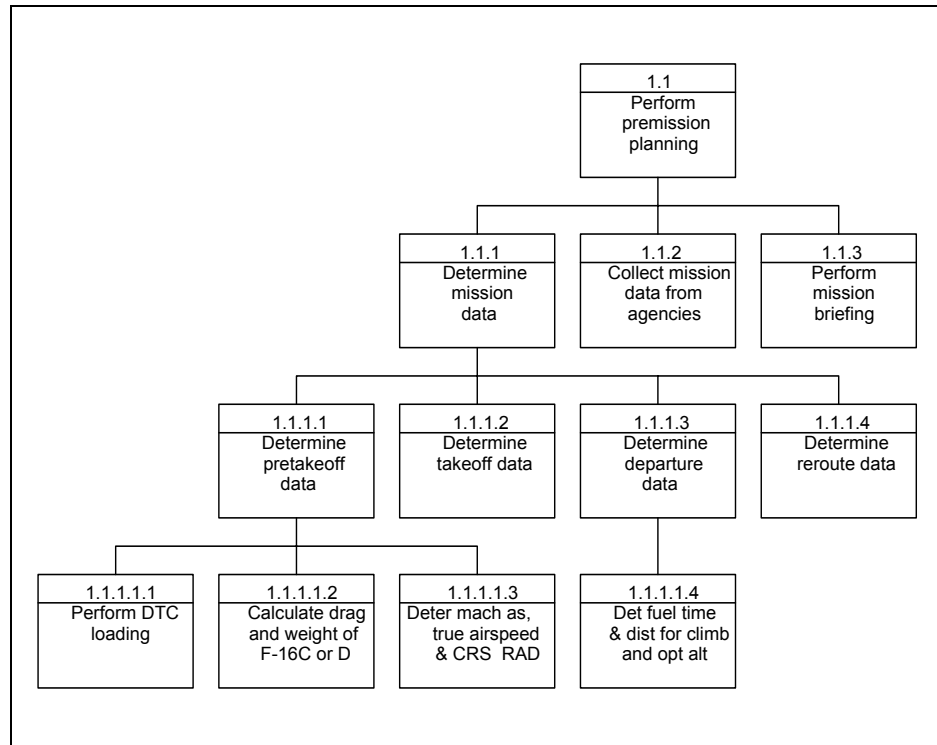 1.1
Perform
premission
planning
1.1.1
Determine
mission
data
1.1.2
Collect mission
data from
agencies
1.1.3
Perform
mission
briefing
1.1.1.1
Determine
pretakeoff
data
1.1.1.2
Determine
takeoff data
1.1.1.3
Determine
departure
data
1.1.1.4
Determine
reroute data
1.1.1.1.1
Perform DTC
loading
1.1.1.1.2
Calculate drag
and weight of
F-16C or D
1.1.1.1.3
Deter mach as,
true airspeed
& CRS RAD
1.1.1.1.4
Det fuel time
& dist for climb
and opt alt